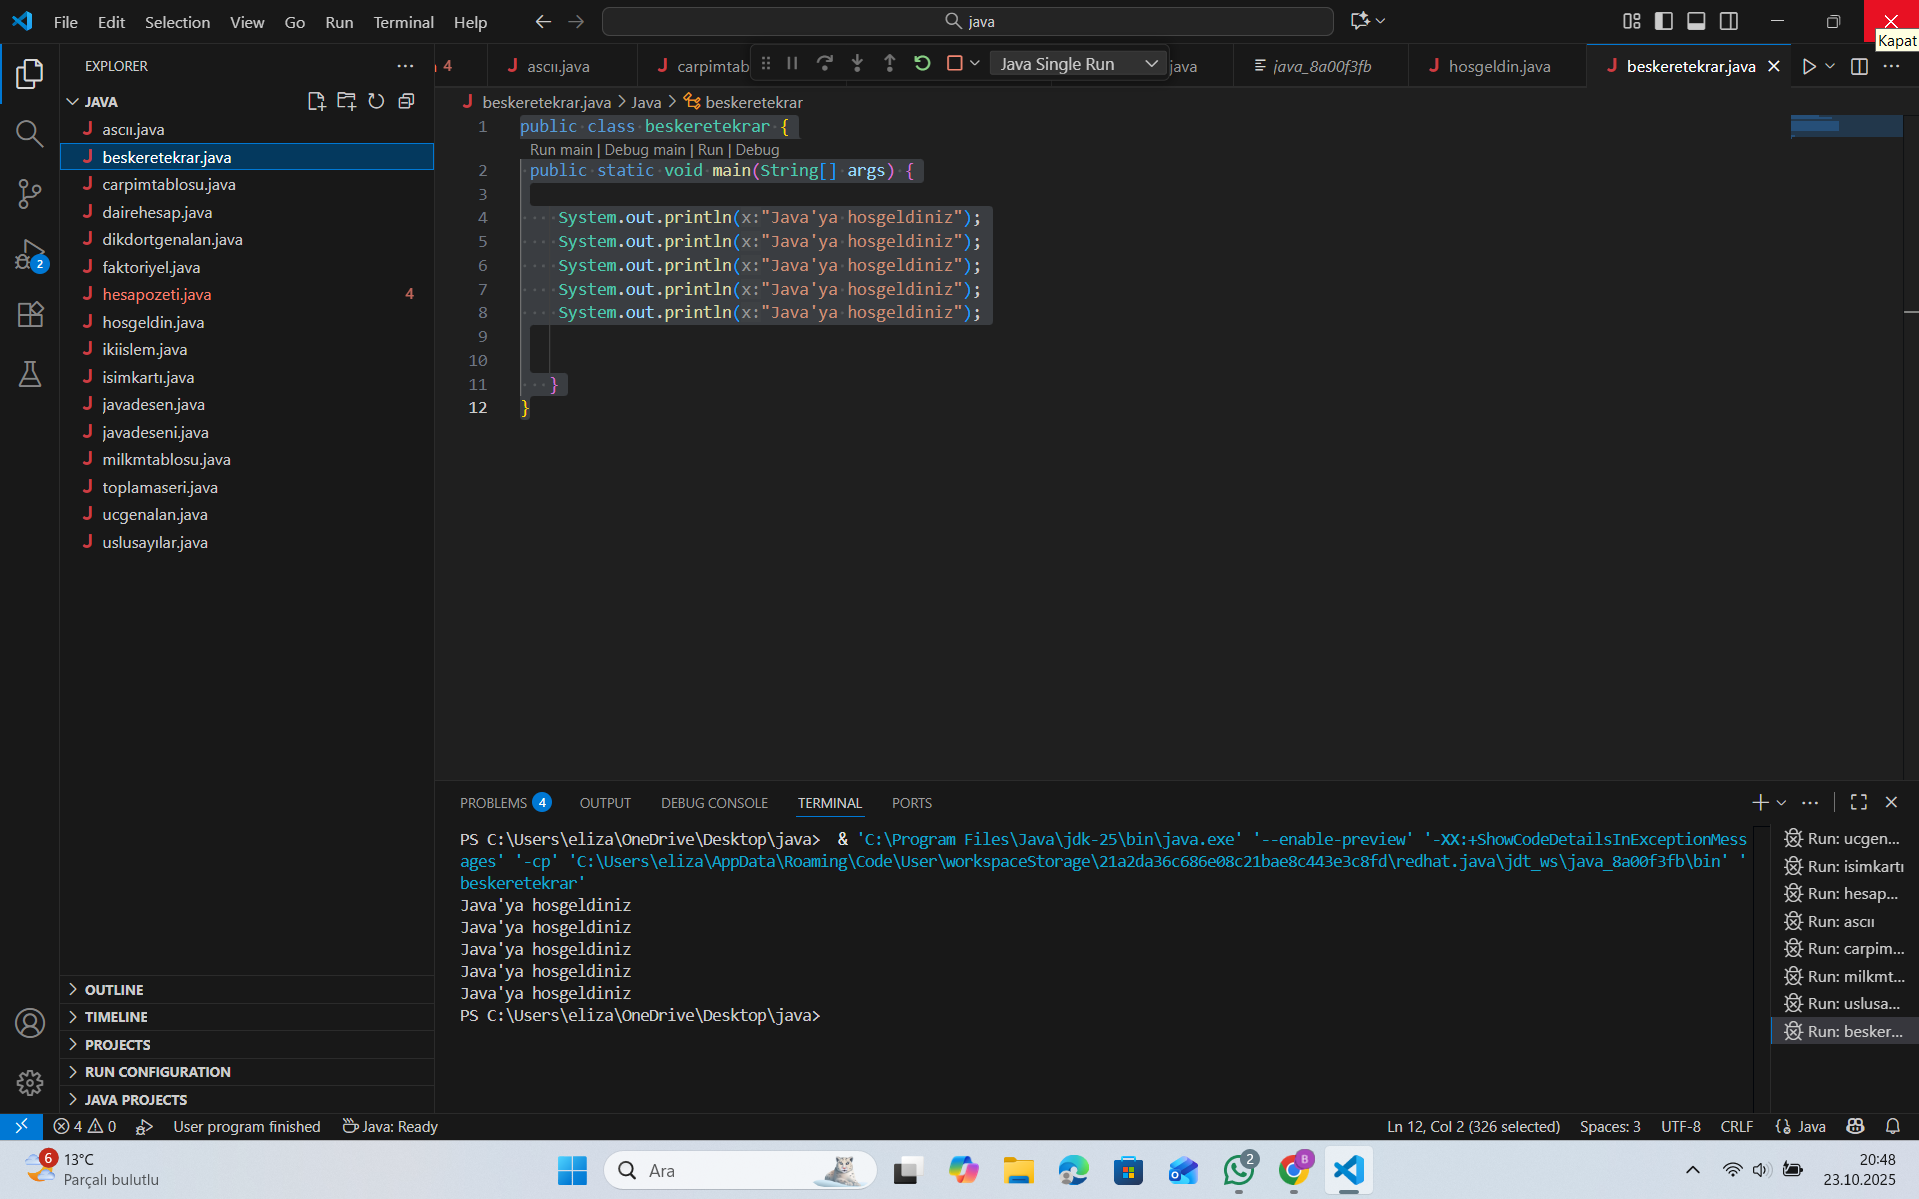 File Edit Selection View Go Run Terminal Help
java
Kapat
EXPLORER
4
ascıı.java
carpimtab
Java Single Run
java
java_8a00f3fb
hosgeldin.java
beskeretekrar.java
JAVA
ascıı.java
beskeretekrar.java
carpimtablosu.java
dairehesap.java
dikdortgenalan.java
faktoriyel.java
hesapozeti.java 4
hosgeldin.java
ikiislem.java
isimkartı.java
javadesen.java
javadeseni.java
milkmtablosu.java
toplamaseri.java
ucgenalan.java
uslusayılar.java
2
OUTLINE
TIMELINE
PROJECTS
RUN CONFIGURATION
JAVA PROJECTS
beskeretekrar.java > Java > beskeretekrar
1 public class beskeretekrar {
Run main | Debug main | Run | Debug
2 public static void main(String[] args) {
3
4 System.out.println(x:"Java'ya hosgeldiniz");
5 System.out.println(x:"Java'ya hosgeldiniz");
6 System.out.println(x:"Java'ya hosgeldiniz");
7 System.out.println(x:"Java'ya hosgeldiniz");
8 System.out.println(x:"Java'ya hosgeldiniz");
9
10
11 }
12 }
PROBLEMS 4 OUTPUT DEBUG CONSOLE TERMINAL PORTS
PS C:\Users\eliza\OneDrive\Desktop\java>  & 'C:\Program Files\Java\jdk-25\bin\java.exe' '--enable-preview' '-XX:+ShowCodeDetailsInExceptionMess
ages' '-cp' 'C:\Users\eliza\AppData\Roaming\Code\User\workspaceStorage\21a2da36c686e08c21bae8c443e3c8fd\redhat.java\jdt_ws\java_8a00f3fb\bin' '
beskeretekrar'
Java'ya hosgeldiniz
Java'ya hosgeldiniz
Java'ya hosgeldiniz
Java'ya hosgeldiniz
Java'ya hosgeldiniz
PS C:\Users\eliza\OneDrive\Desktop\java>
Run: ucgen...
Run: isimkartı
Run: hesap...
Run: ascıı
Run: carpim...
Run: milkmt...
Run: uslusa...
Run: besker...
4 0 User program finished Java: Ready
Ln 12, Col 2 (326 selected) Spaces: 3 UTF-8 CRLF Java
6
13°C
Parçalı bulutlu
Ara
2
B
20:48
23.10.2025